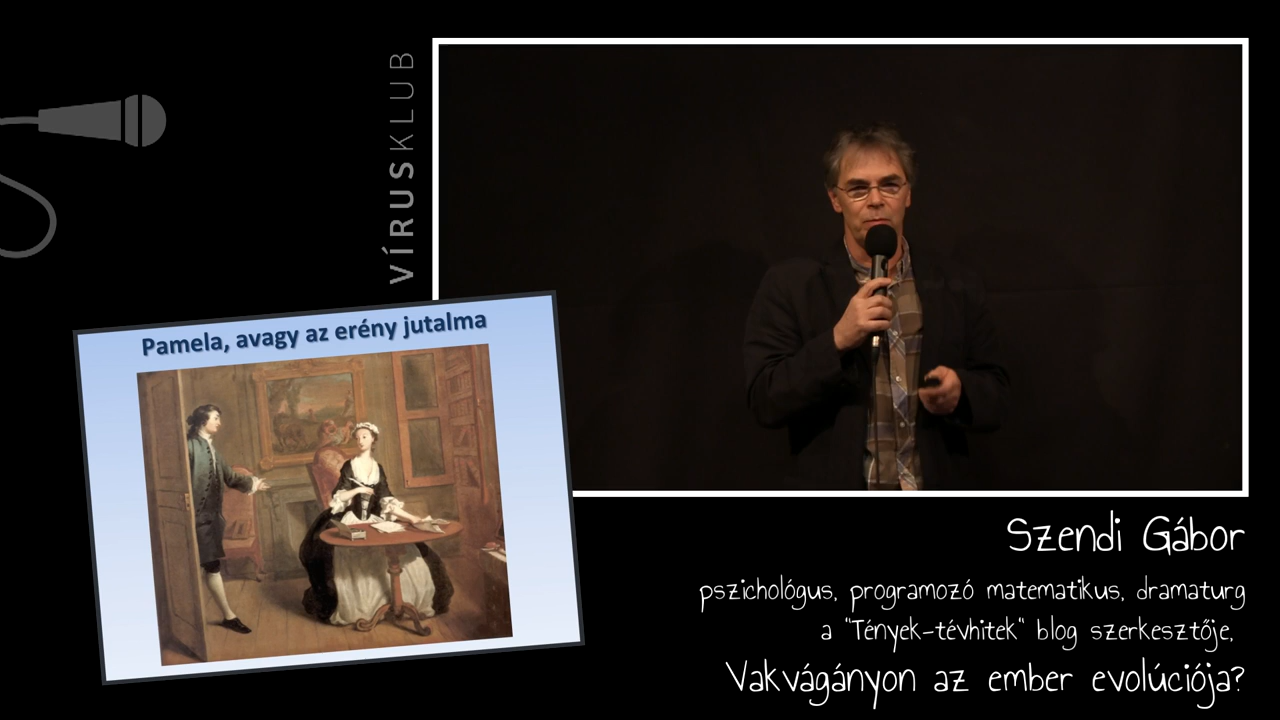 VÍRUSKLUB
Pamela, avagy az erény jutalma
Szendi Gábor
pszichológus, programozó matematikus, dramaturg
a "Tények-tévhitek" blog szerkesztője,
Vakvágányon az ember evolúciója?